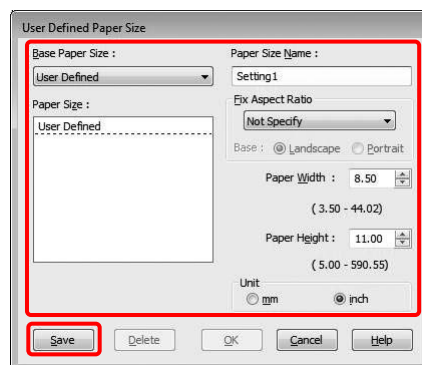 User Defined Paper Size
Base Paper Size :
User Defined
Paper Size :
User Defined
Paper Size Name :
Setting1
Fix Aspect Ratio
Not Specify
Base : Landscape Portrait
Paper Width : 8.50
( 3.50 - 44.02)
Paper Height : 11.00
( 5.00 - 590.55)
Unit
mm inch
Save Delete OK Cancel Help